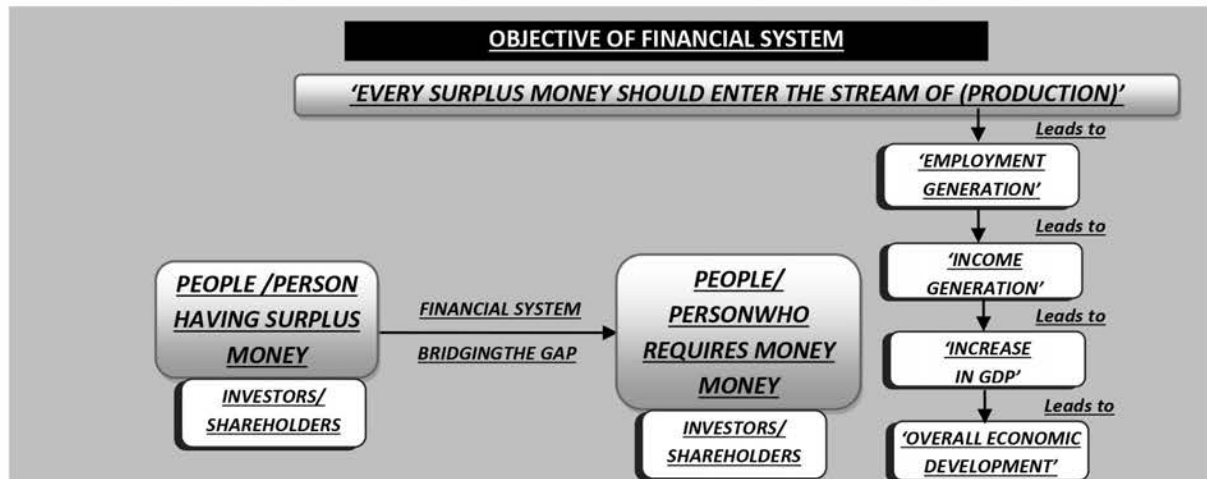 OBJECTIVE OF FINANCIAL SYSTEM
‘EVERY SURPLUS MONEY SHOULD ENTER THE STREAM OF (PRODUCTION)’
Leads to
‘EMPLOYMENT
GENERATION’
Leads to
‘INCOME
GENERATION’
Leads to
‘INCREASE
IN GDP’
Leads to
‘OVERALL ECONOMIC
DEVELOPMENT’
PEOPLE /PERSON
HAVING SURPLUS
MONEY
INVESTORS/
SHAREHOLDERS
FINANCIAL SYSTEM
BRIDGINGTHE GAP
PEOPLE/
PERSONWHO
REQUIRES MONEY
MONEY
INVESTORS/
SHAREHOLDERS